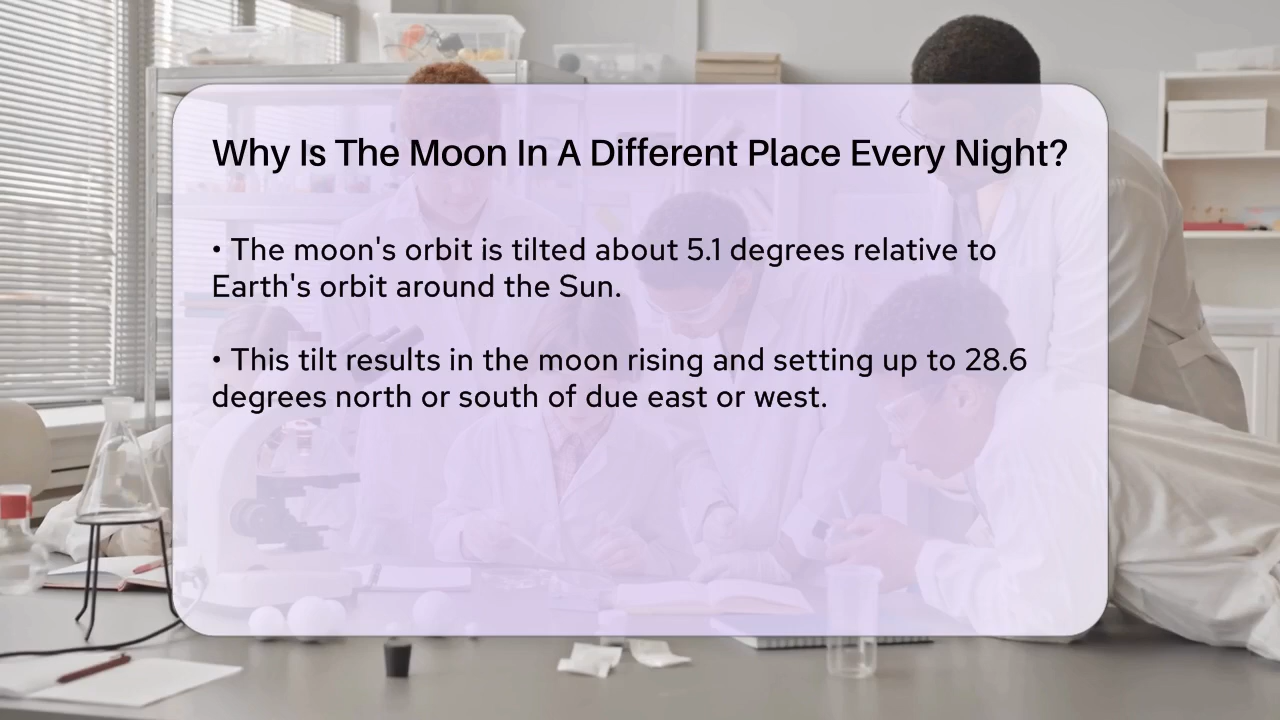 Why Is The Moon In A Different Place Every Night?
• The moon's orbit is tilted about 5.1 degrees relative to
Earth's orbit around the Sun.
• This tilt results in the moon rising and setting up to 28.6
degrees north or south of due east or west.